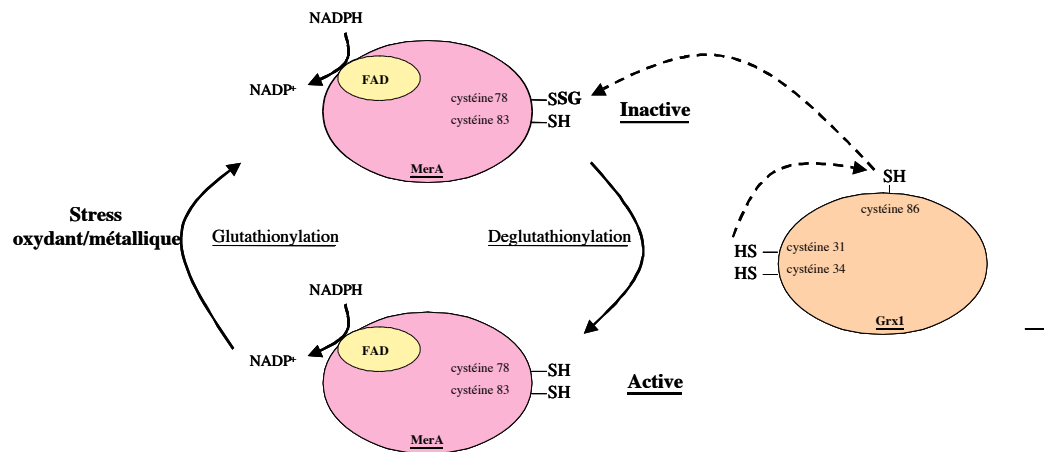 NADPH
NADP+
FAD
cystéine 78
SSG
cystéine 83
SH
MerA
Inactive
SH
cystéine 86
HS
cystéine 31
HS
cystéine 34
Grx1
Stress
oxydant/métallique
Glutathionylation
Deglutathionylation
NADPH
NADP+
FAD
cystéine 78
SH
cystéine 83
SH
MerA
Active